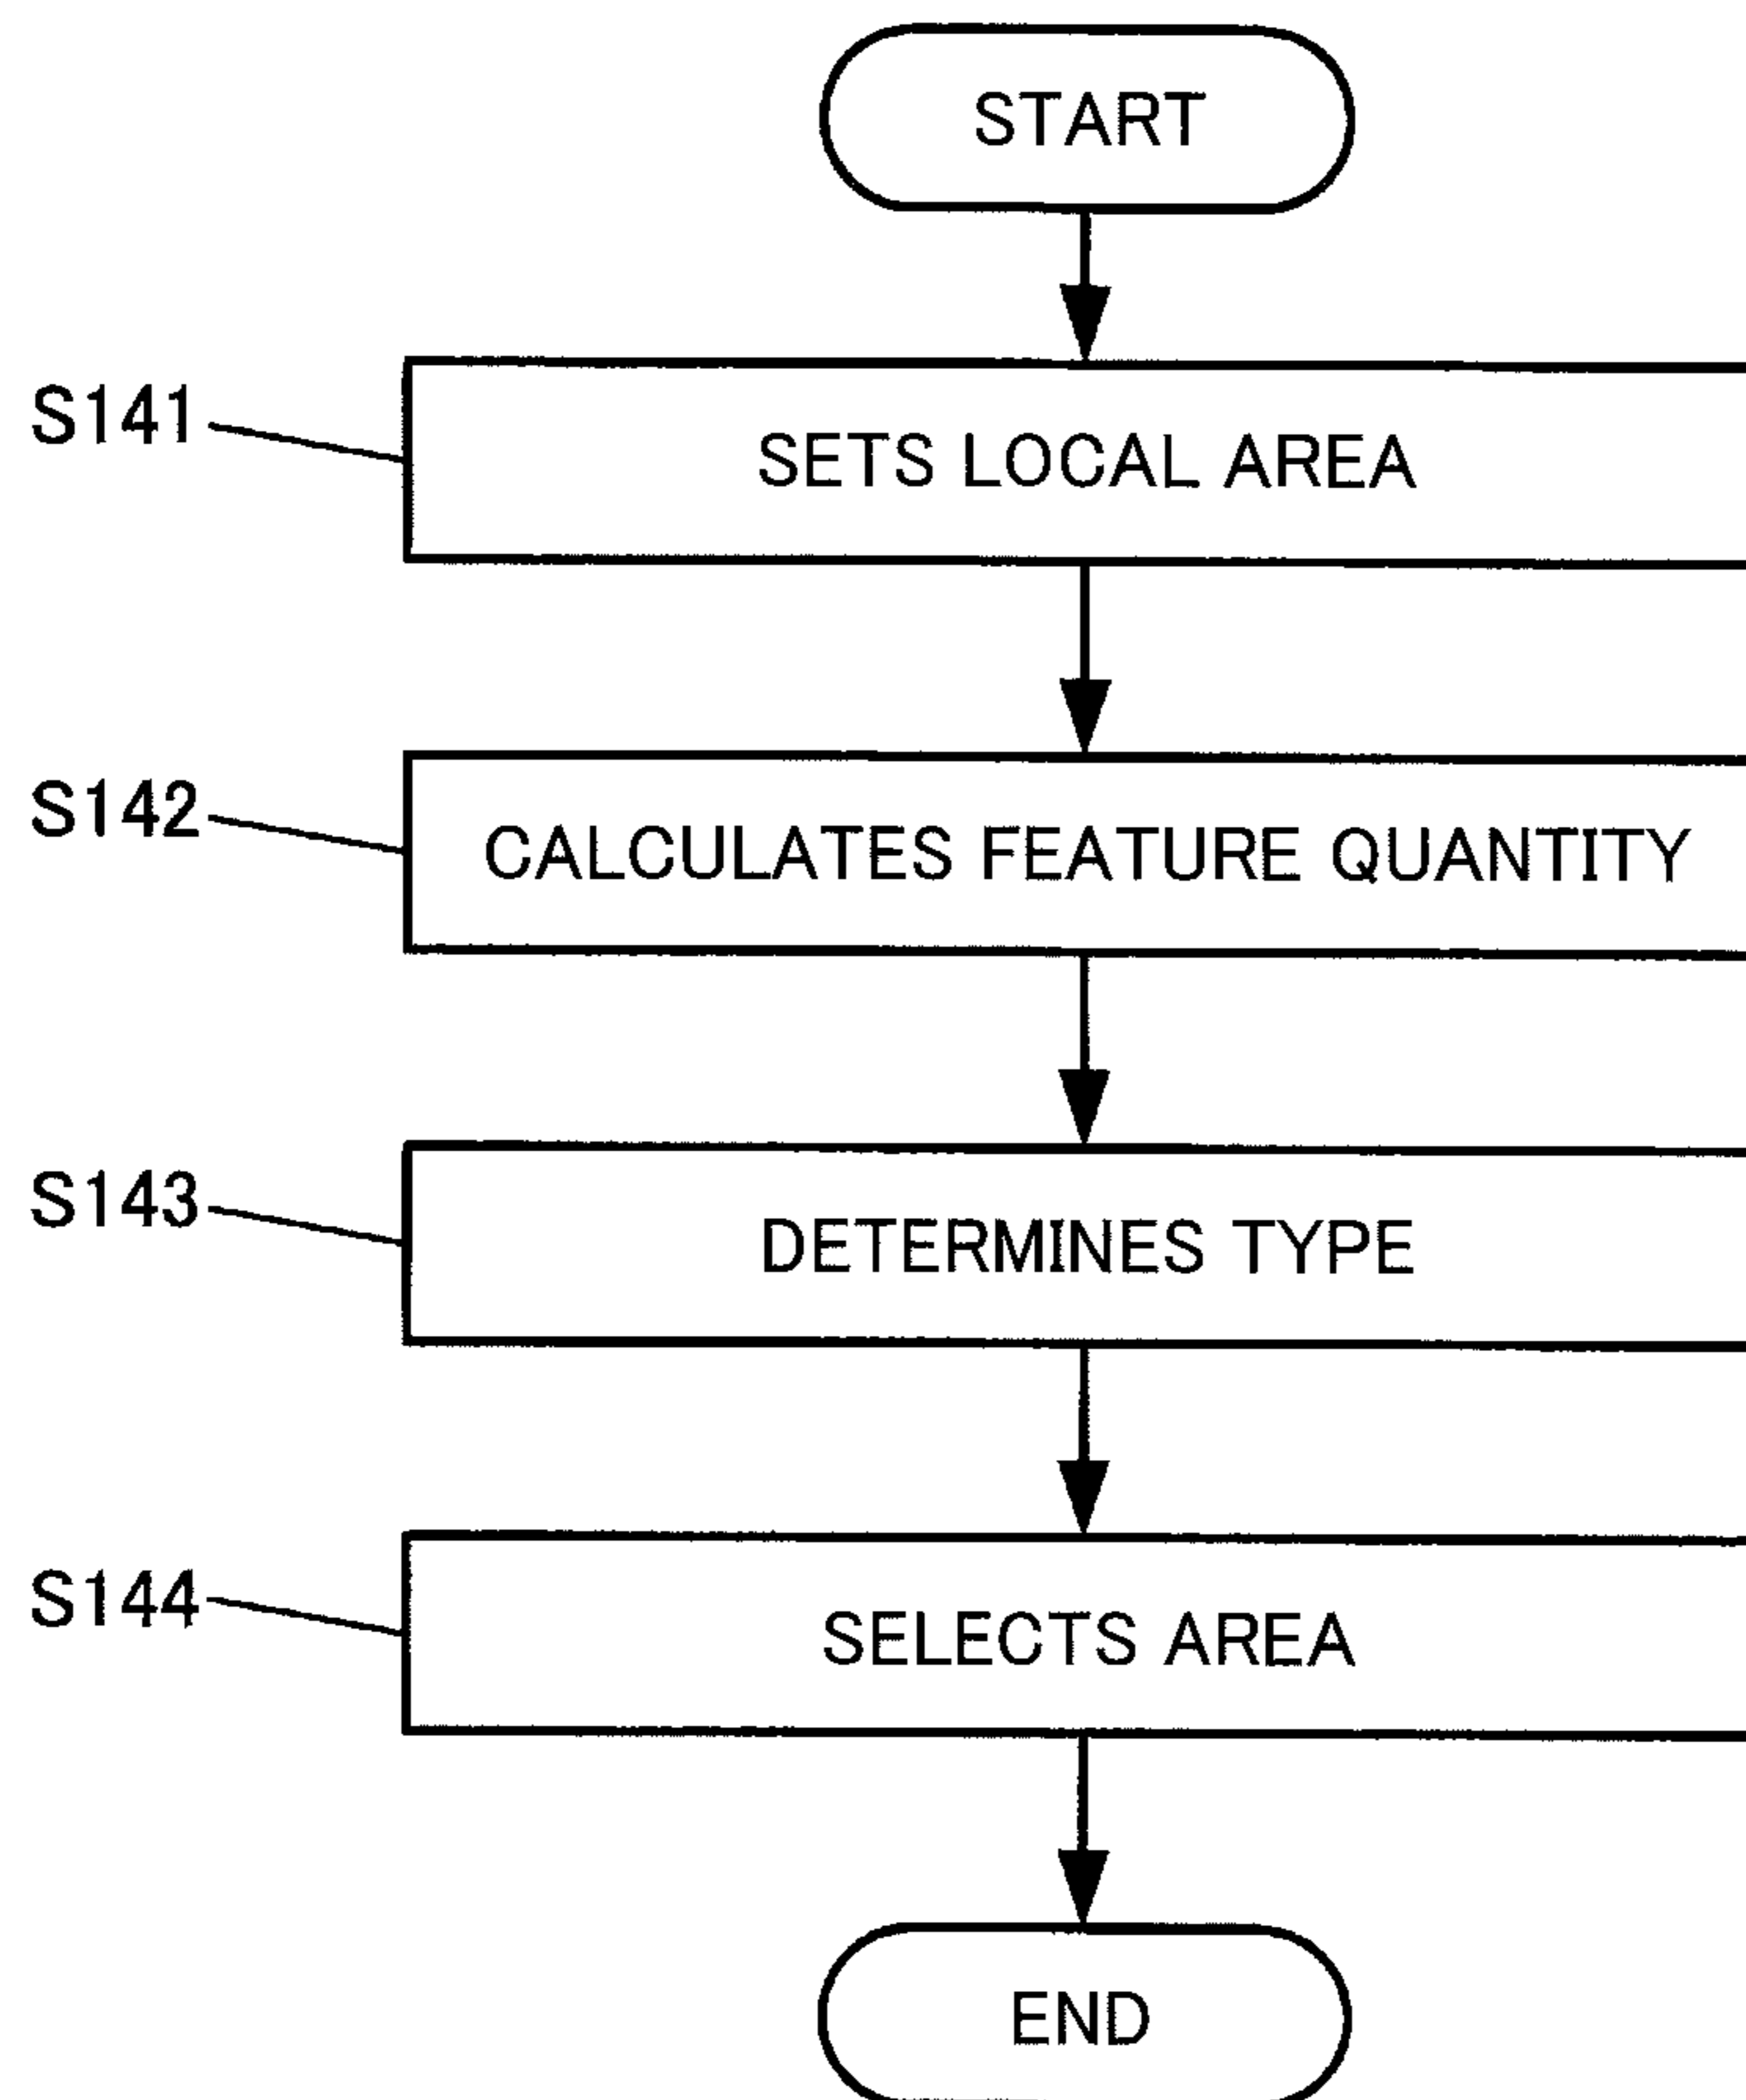 START
S141
SETS LOCAL AREA
S142
CALCULATES FEATURE QUANTITY
S143
DETERMINES TYPE
S144
SELECTS AREA
END